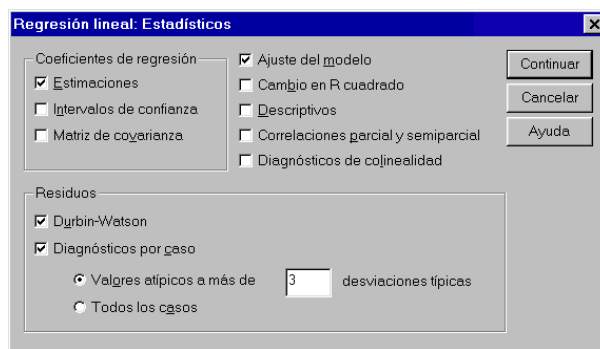 Regresión lineal: Estadísticos
Coeficientes de regresión
Estimaciones
Intervalos de confianza
Matriz de covarianza
Ajuste del modelo
Cambio en R cuadrado
Descriptivos
Correlaciones parcial y semiparcial
Diagnósticos de colinealidad
Continuar
Cancelar
Ayuda
Residuos
Durbin-Watson
Diagnósticos por caso
Valores atípicos a más de 3 desviaciones típicas
Todos los casos